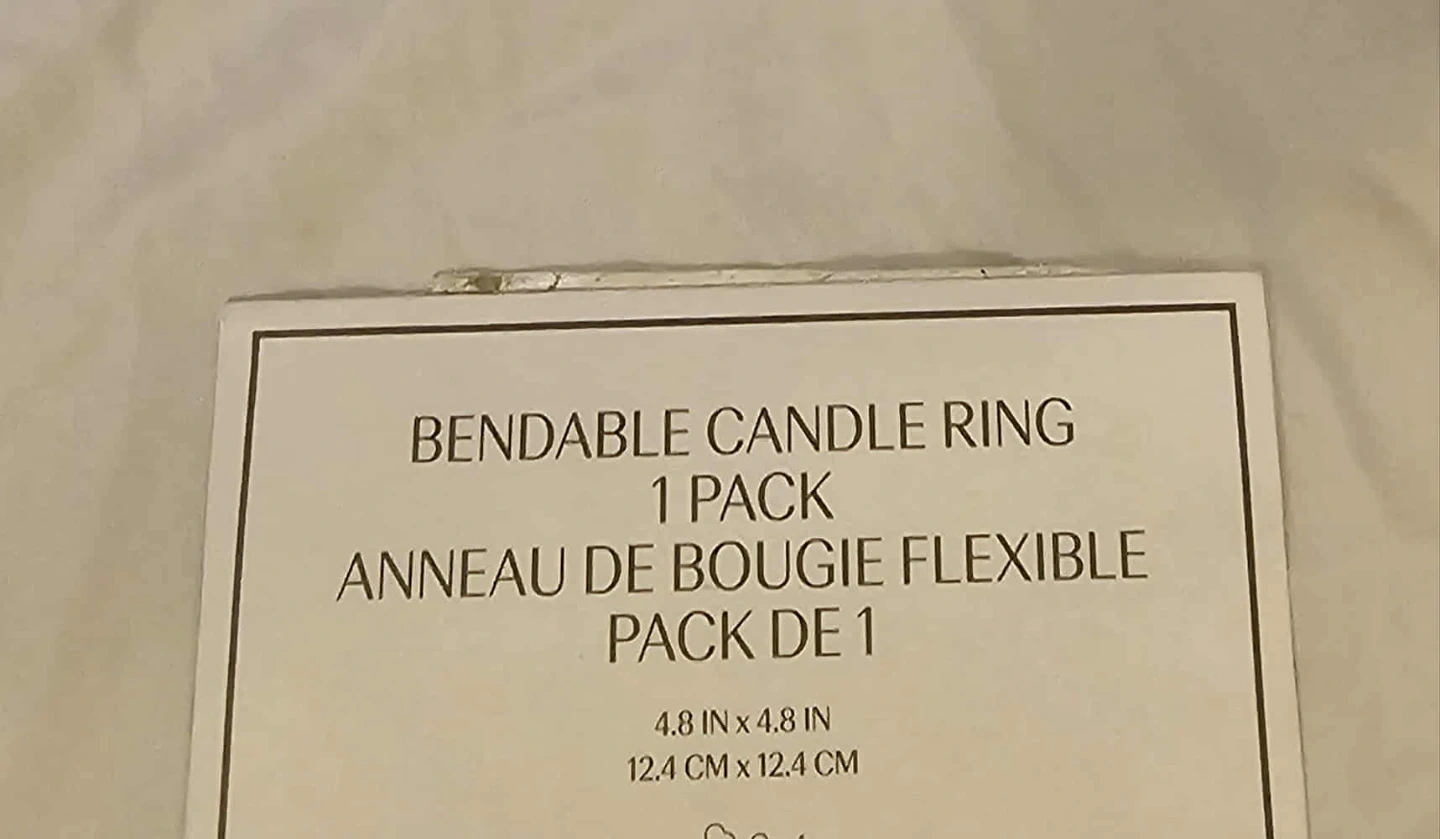 BENDABLE CANDLE RING
1 PACK
ANNEAU DE BOUGIE FLEXIBLE
PACK DE 1
4.8 IN x 4.8 IN
12.4 CM x 12.4 CM